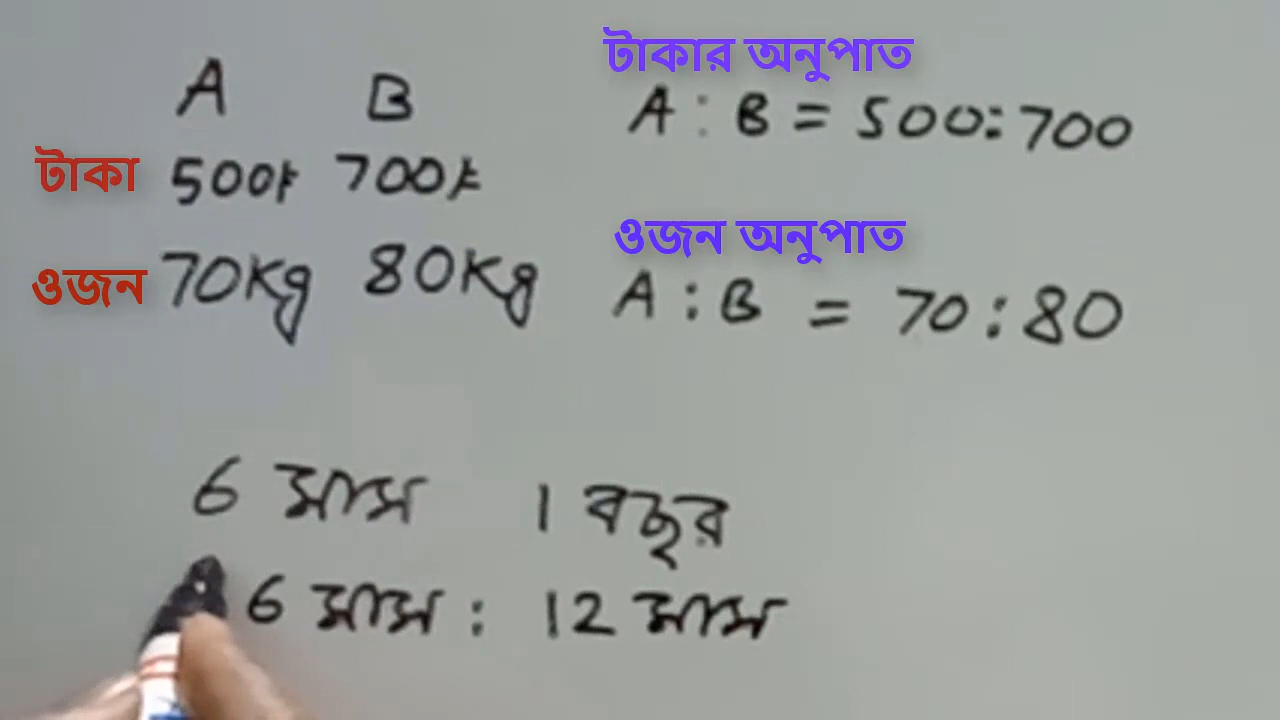 A B
টাকা 500৳ 700৳
ওজন 70Kg 80Kg
টাকার অনুপাত
A : B = 500:700
ওজন অনুপাত
A : B = 70 : 80
6 মাস 1 বছর
6 মাস : 12 মাস